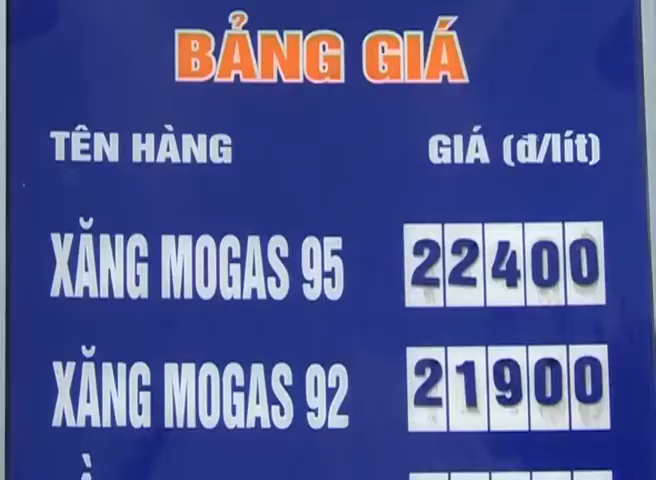 BẢNG GIÁ
TÊN HÀNG GIÁ (đ/lít)
XĂNG MOGAS 95 22400
XĂNG MOGAS 92 21900